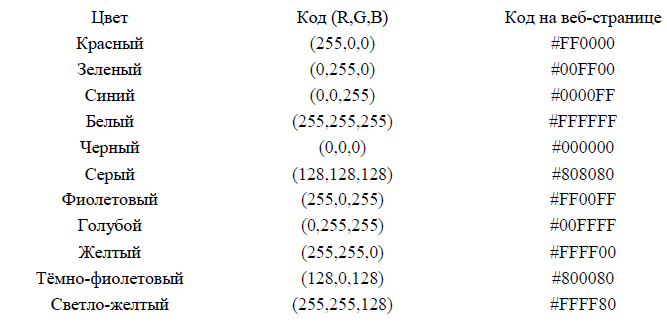 Цвет Код (R,G,B) Код на веб-странице
Красный (255,0,0) #FF0000
Зеленый (0,255,0) #00FF00
Синий (0,0,255) #0000FF
Белый (255,255,255) #FFFFFF
Черный (0,0,0) #000000
Серый (128,128,128) #808080
Фиолетовый (255,0,255) #FF00FF
Голубой (0,255,255) #00FFFF
Желтый (255,255,0) #FFFF00
Тёмно-фиолетовый (128,0,128) #800080
Светло-желтый (255,255,128) #FFFF80